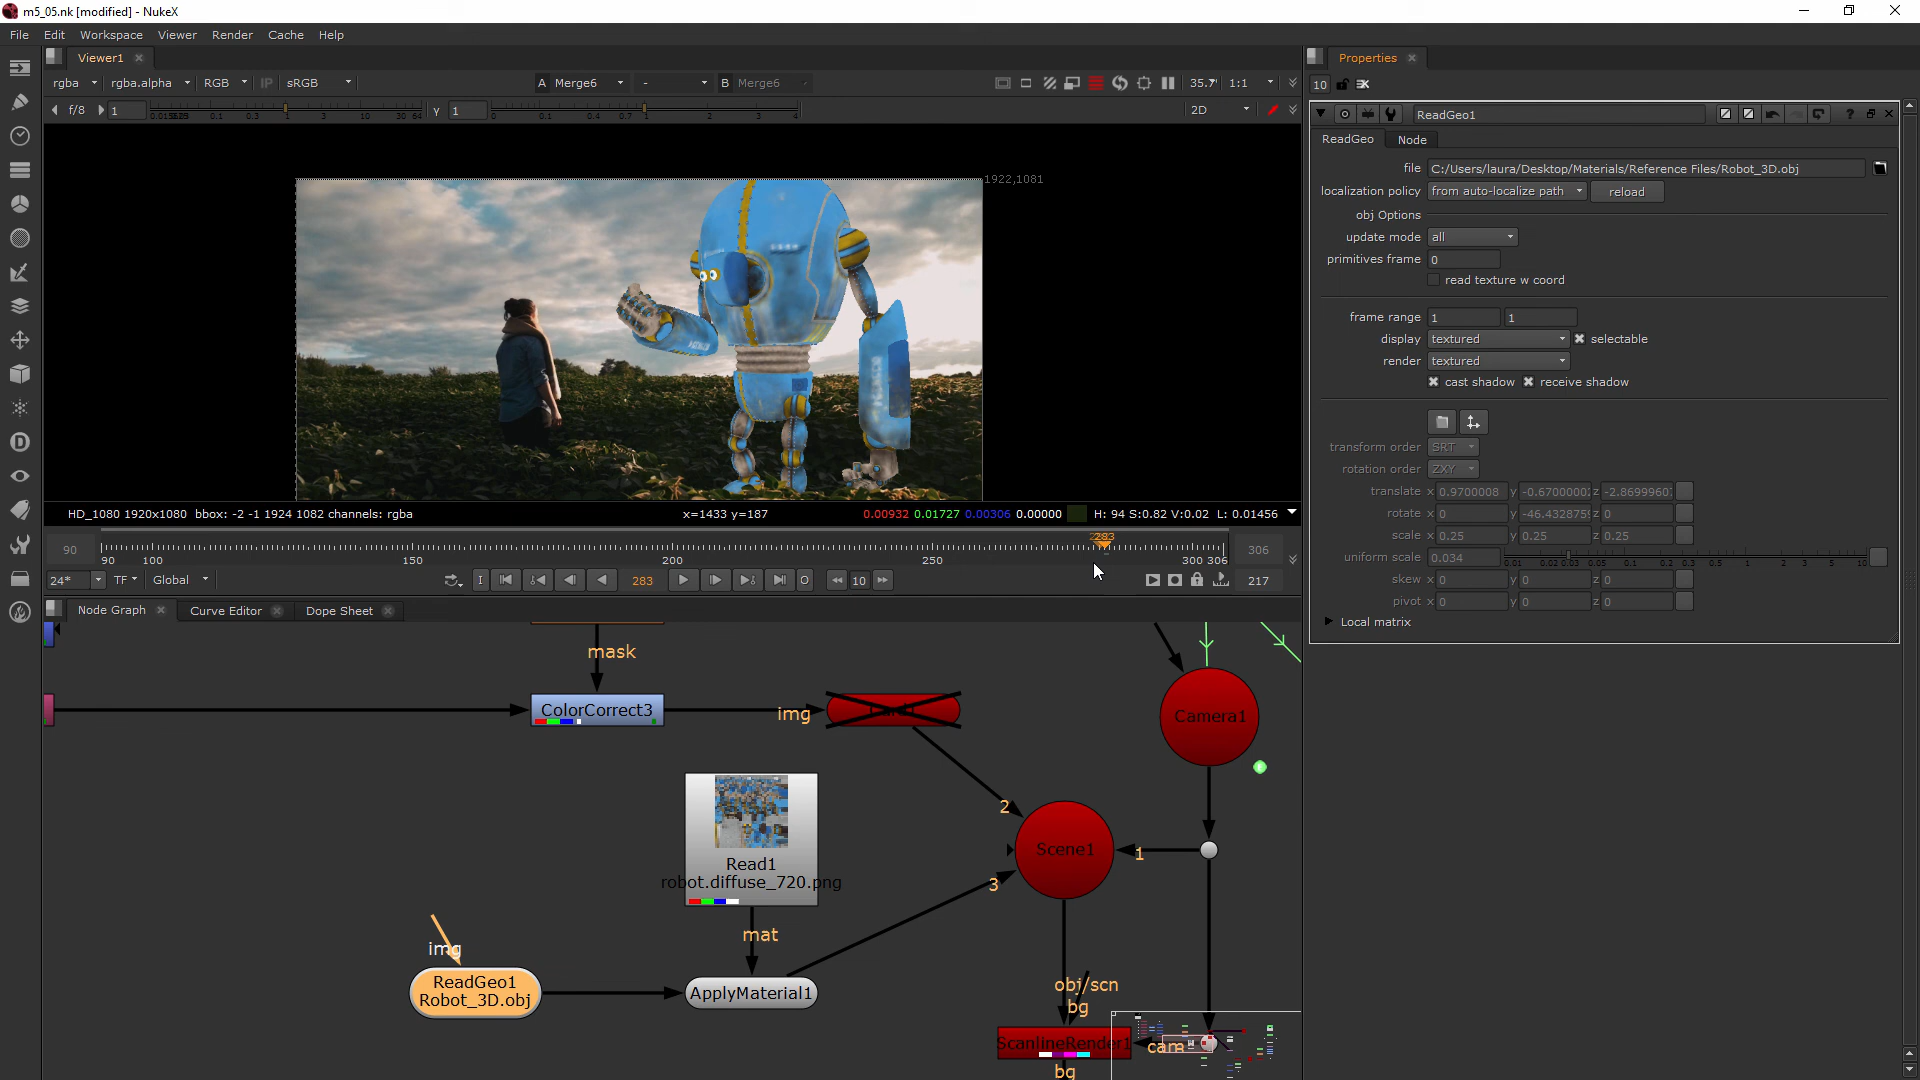 m5_05.nk [modified] - NukeX
File Edit Workspace Viewer Render Cache Help
Viewer1
rgba rgba.alpha RGB IP sRGB A Merge6 - B Merge6 35.7 1:1
f/8 1 Y 1 2D
1922,1081
HD_1080 1920x1080 bbox: -2 -1 1924 1082 channels: rgba x=1433 y=187 0.00932 0.01727 0.00306 0.00000 H: 94 S:0.82 V:0.02 L: 0.01456
90 283 306
90 100 150 200 250 300 306
24* TF Global I 283 O 10 217
Node Graph Curve Editor Dope Sheet
mask
ColorCorrect3
img
Camera1
2
Read1
robot.diffuse_720.png
Scene1
1
3
mat
img
ReadGeo1
Robot_3D.obj
ApplyMaterial1
obj/scn
bg
ScanlineRender1
cam
bg
Properties
10
ReadGeo1
ReadGeo Node
file C:/Users/laura/Desktop/Materials/Reference Files/Robot_3D.obj
localization policy from auto-localize path reload
obj Options
update mode all
primitives frame 0
read texture w coord
frame range 1 1
display textured selectable
render textured
cast shadow receive shadow
transform order SRT
rotation order ZXY
translate x 0.9700008 y -0.6700000 z -2.8699960
rotate x 0 y -46.432875 z 0
scale x 0.25 y 0.25 z 0.25
uniform scale 0.034
skew x 0 y 0 z 0
pivot x 0 y 0 z 0
Local matrix